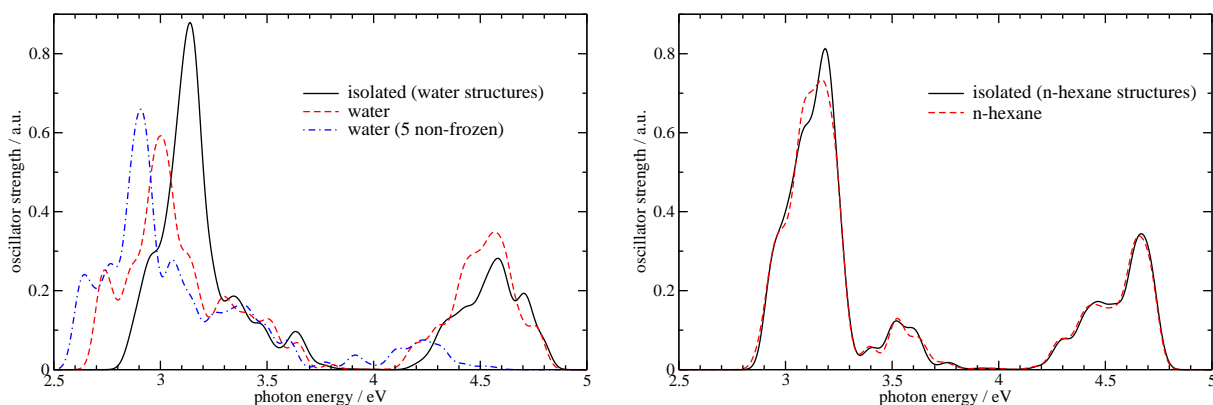 isolated (water structures)
water
water (5 non-frozen)
oscillator strength / a.u.
0.8
0.6
0.4
0.2
0
2.5 3 3.5 4 4.5 5
photon energy / eV
isolated (n-hexane structures)
n-hexane
oscillator strength / a.u.
0.8
0.6
0.4
0.2
0
2.5 3 3.5 4 4.5 5
photon energy / eV